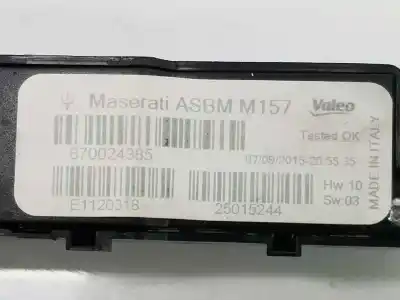 Maserati ASBM M157
Valeo
Tested OK
670024385
07/09/2015-20:55:35
E1120318
25015244
Hw 10
Sw 03
MADE IN ITALY